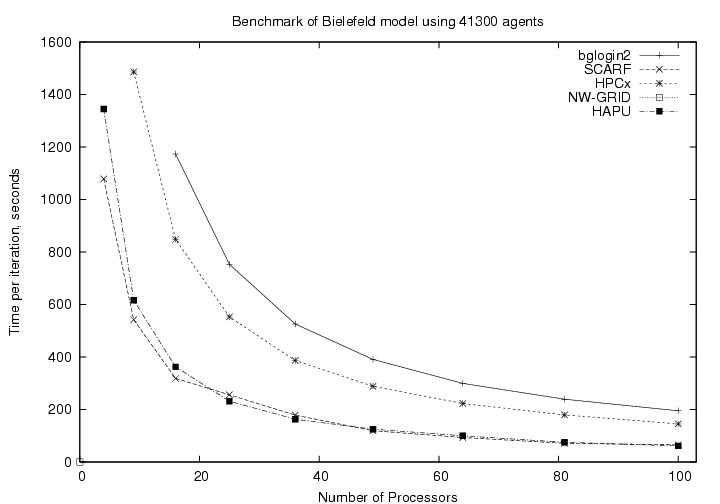 Benchmark of Bielefeld model using 41300 agents
1600
1400
1200
1000
800
600
400
200
0
Time per iteration, seconds
bglogin2
SCARF
HPCx
NW-GRID
HAPU
0 20 40 60 80 100
Number of Processors